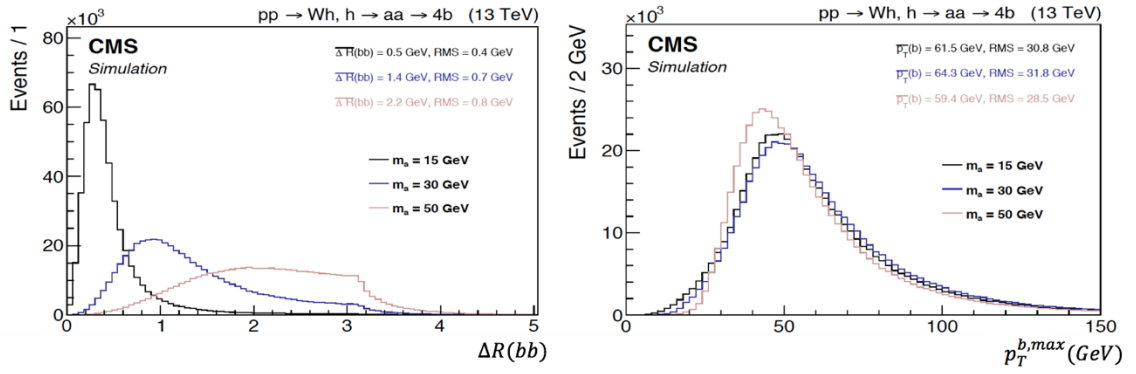 pp → Wh, h → aa → 4b (13 TeV)
×10³
CMS
Simulation
Events / 1
ΔR(bb) = 0.5 GeV, RMS = 0.4 GeV
ΔR(bb) = 1.4 GeV, RMS = 0.7 GeV
ΔR(bb) = 2.2 GeV, RMS = 0.8 GeV
80
60
40
20
0
m_a = 15 GeV
m_a = 30 GeV
m_a = 50 GeV
0 1 2 3 4 5
ΔR(bb)
pp → Wh, h → aa → 4b (13 TeV)
×10³
CMS
Simulation
Events / 2 GeV
p_T(b) = 61.5 GeV, RMS = 30.8 GeV
p_T(b) = 64.3 GeV, RMS = 31.8 GeV
p_T(b) = 59.4 GeV, RMS = 28.5 GeV
30
20
10
0
m_a = 15 GeV
m_a = 30 GeV
m_a = 50 GeV
0 50 100 150
p_T^{b,max} (GeV)